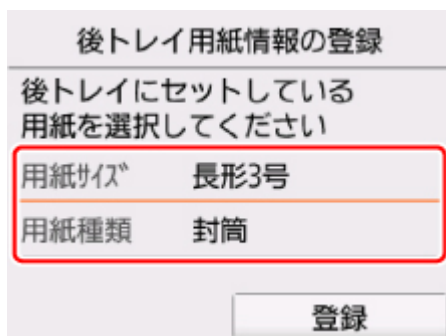 後トレイ用紙情報の登録
後トレイにセットしている
用紙を選択してください
用紙ｻｲｽﾞ 長形3号
用紙種類 封筒
登録